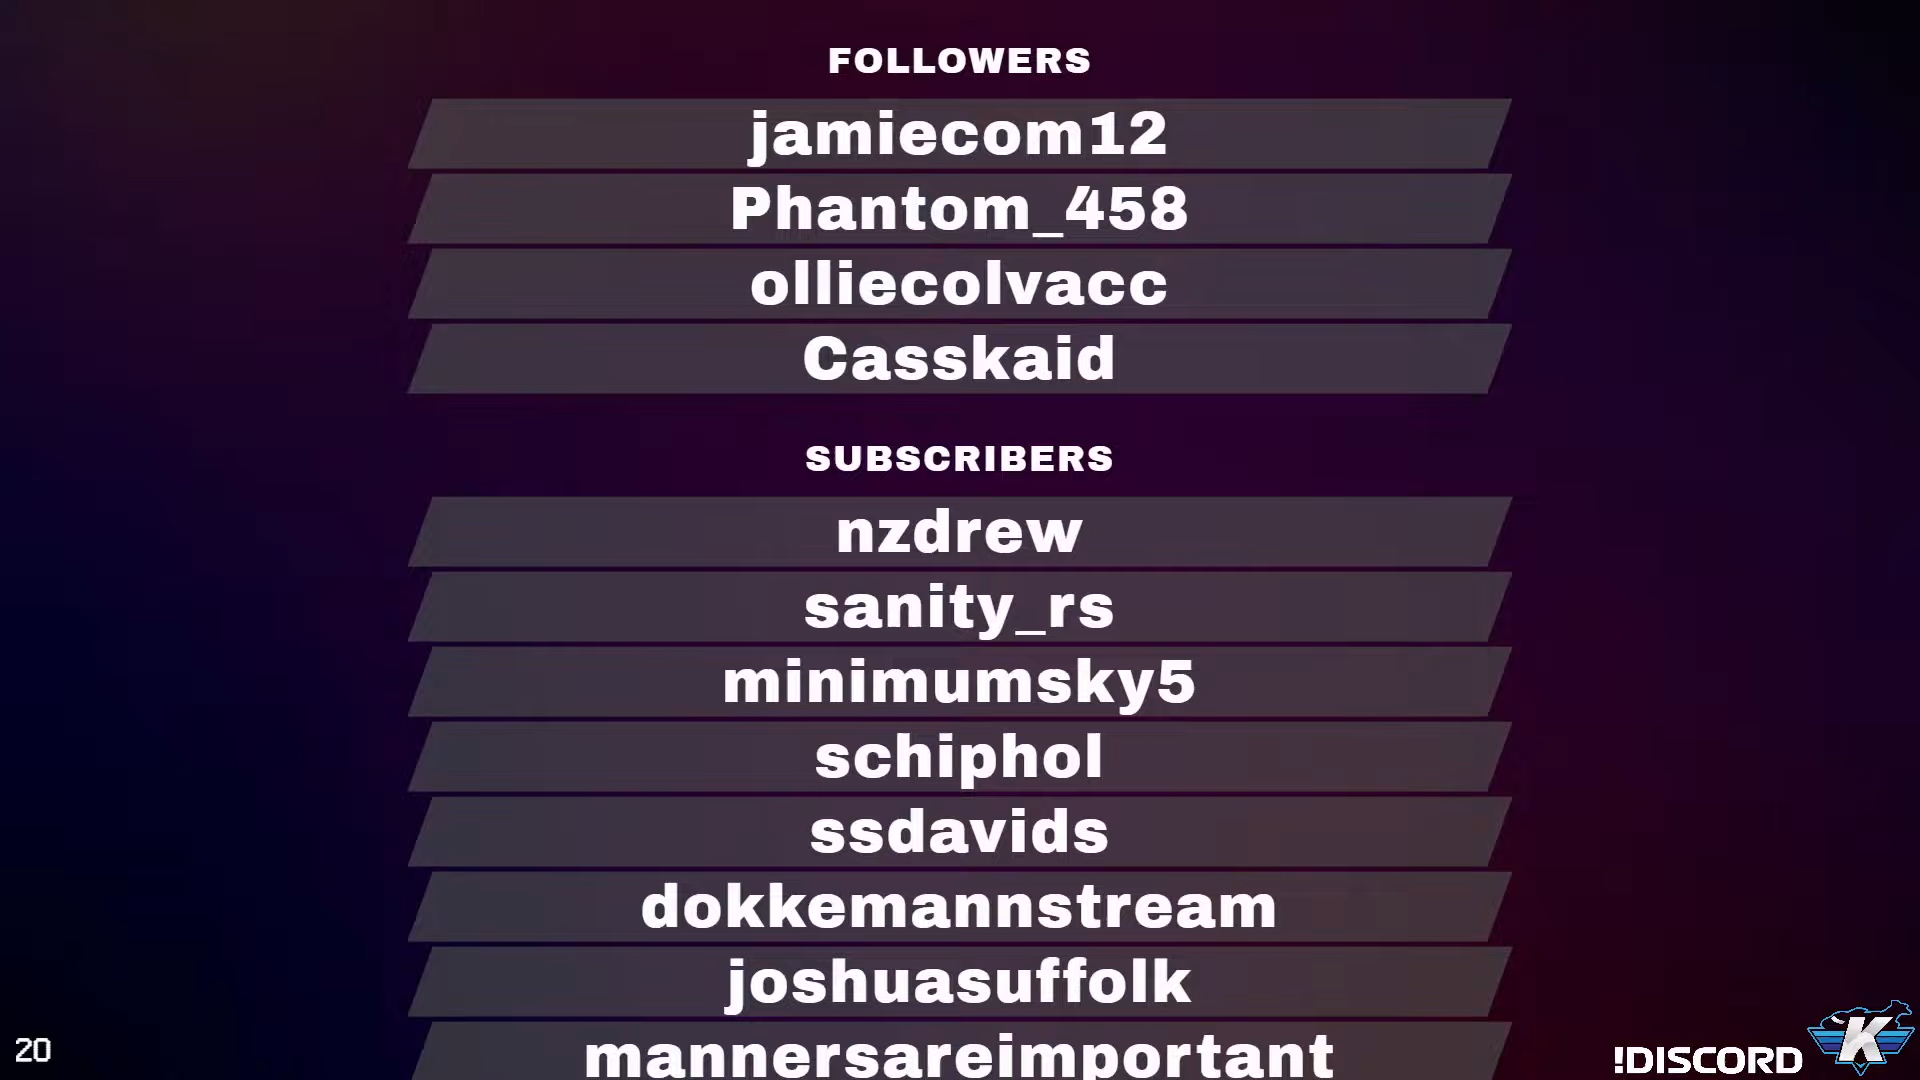 FOLLOWERS
jamiecom12
Phantom_458
olliecolvacc
Casskaid
SUBSCRIBERS
nzdrew
sanity_rs
minimumsky5
schiphol
ssdavids
dokkemannstream
joshuasuffolk
mannersareimportant
20
!DISCORD
K